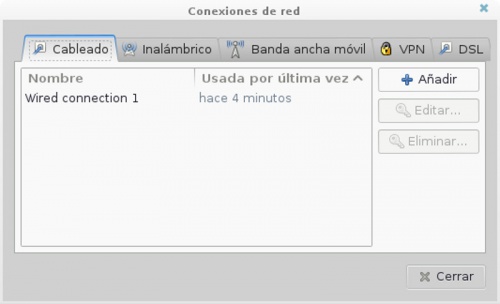 Conexiones de red
Cableado Inalámbrico Banda ancha móvil VPN DSL
Nombre Usada por última vez
Wired connection 1 hace 4 minutos
Añadir
Editar...
Eliminar...
Cerrar